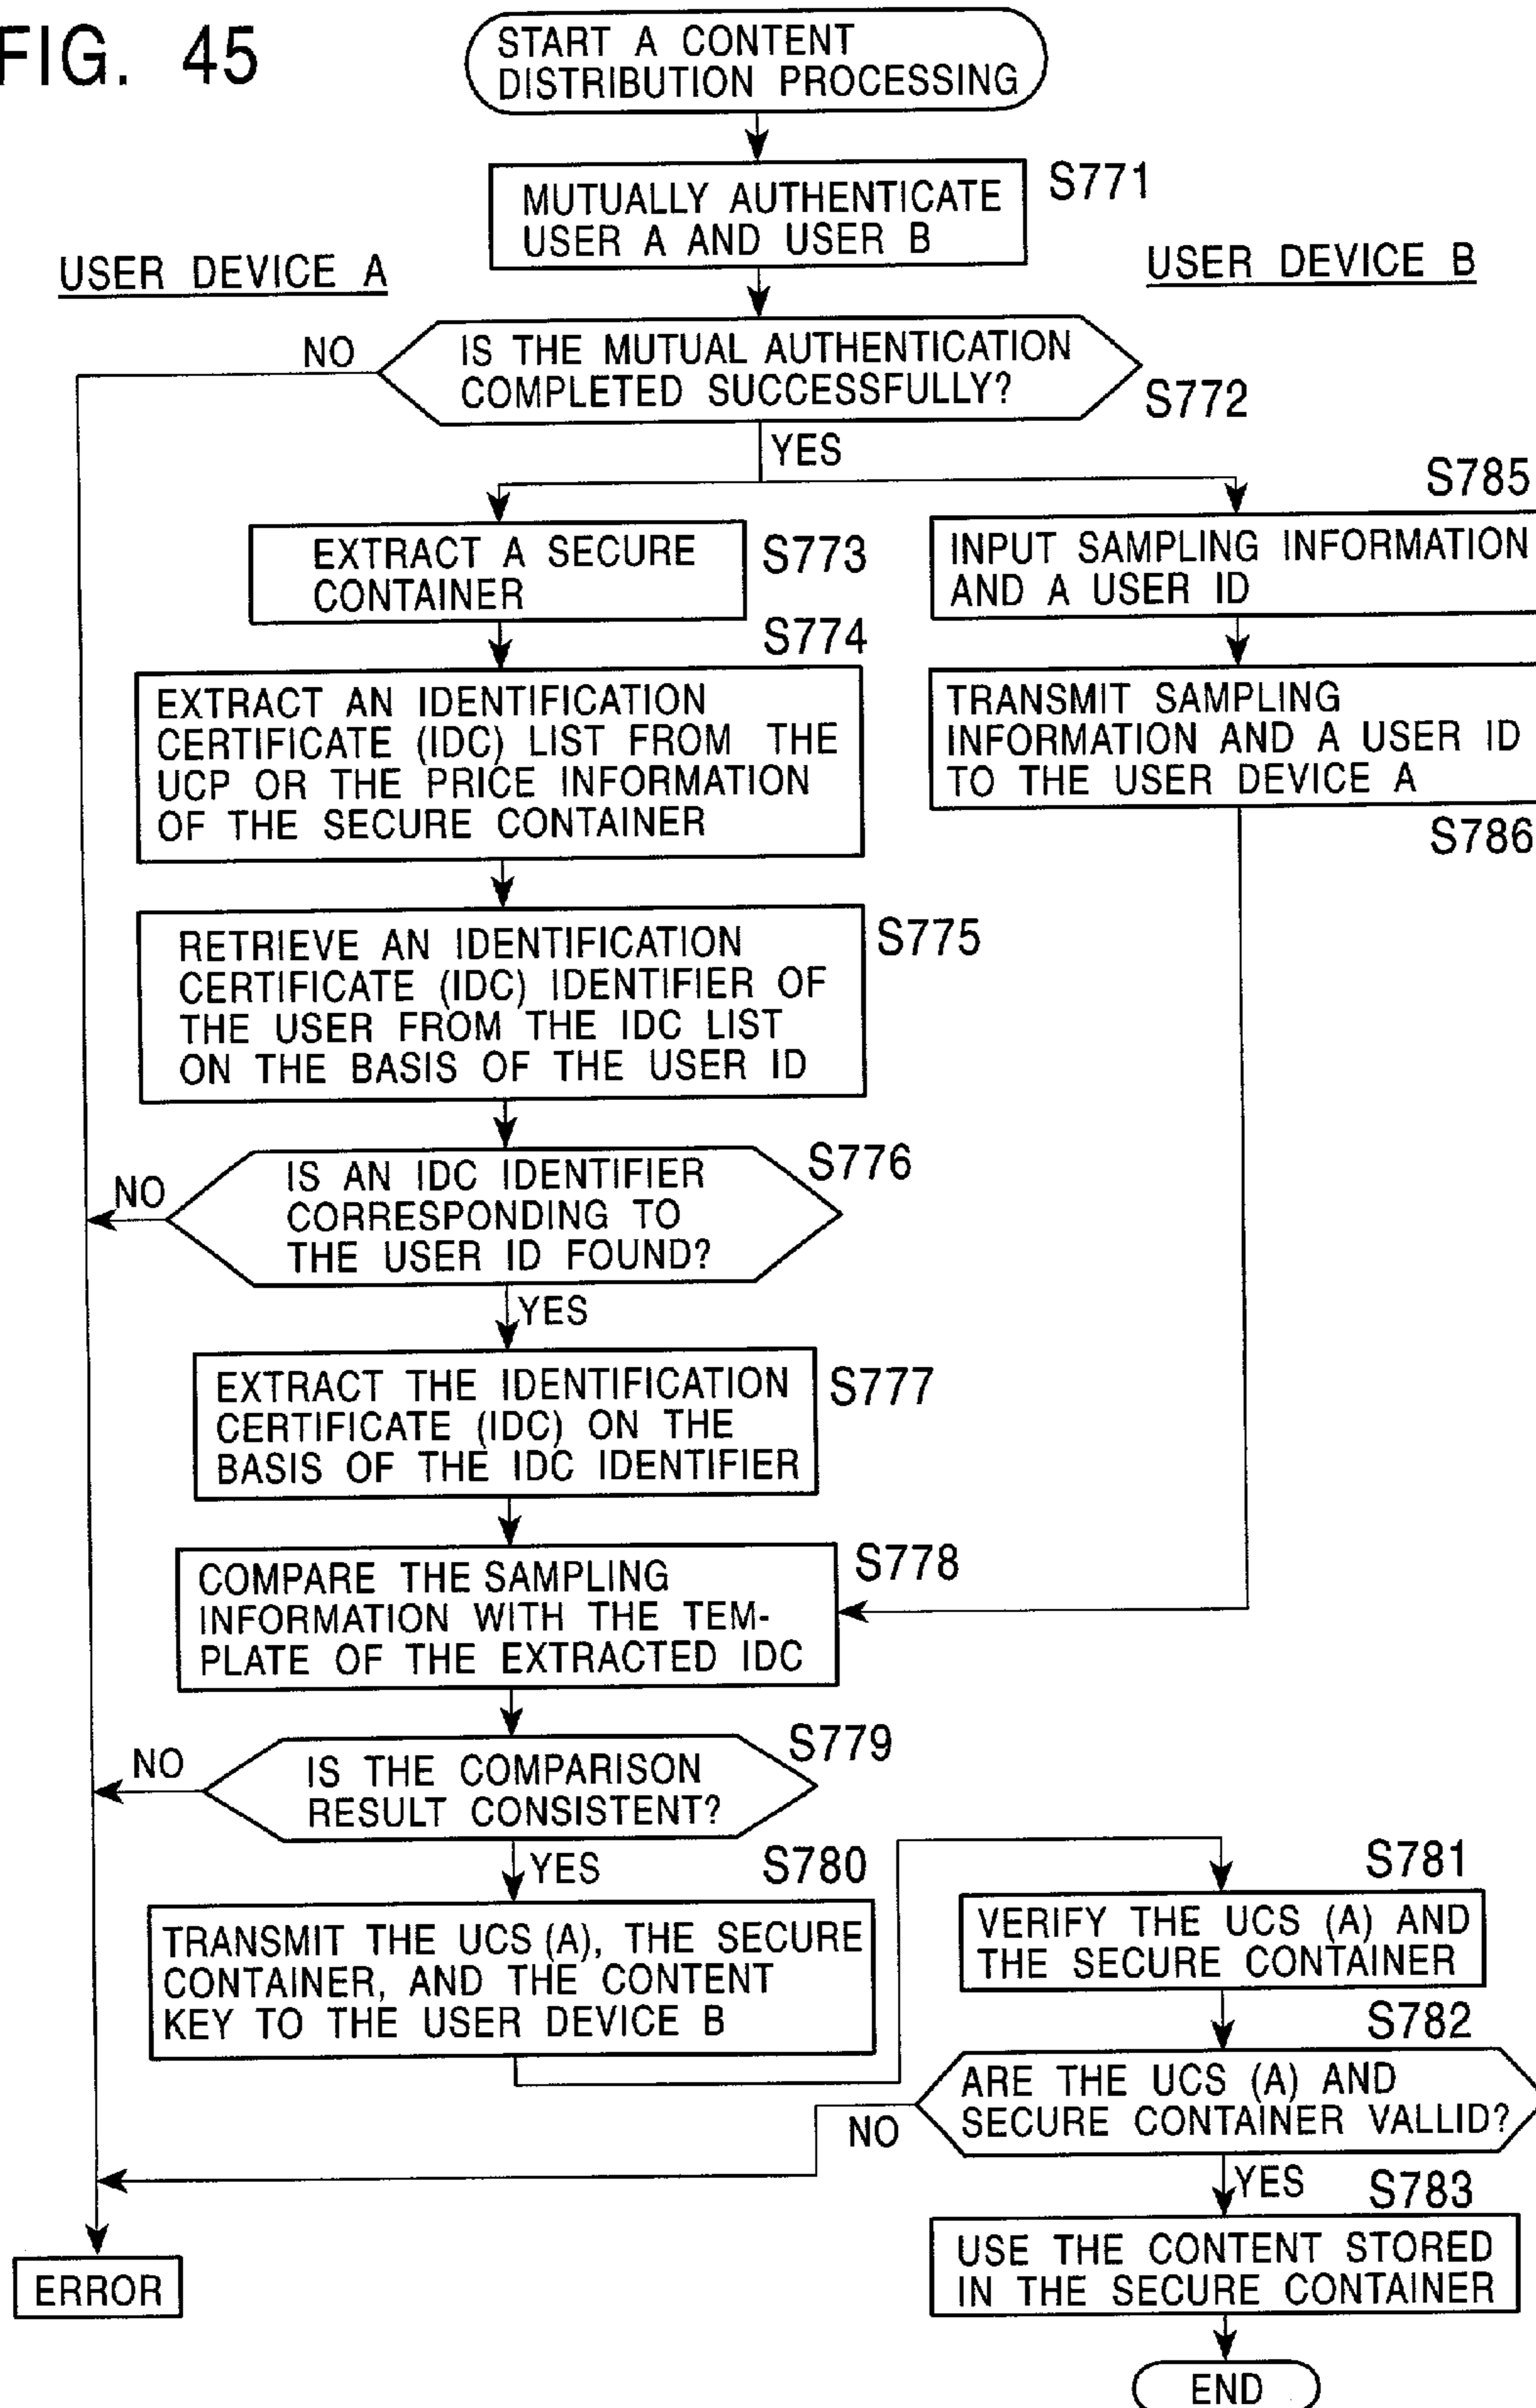 FIG. 45
START A CONTENT
DISTRIBUTION PROCESSING
MUTUALLY AUTHENTICATE
USER A AND USER B
S771
USER DEVICE A
USER DEVICE B
NO
IS THE MUTUAL AUTHENTICATION
COMPLETED SUCCESSFULLY?
S772
YES
EXTRACT A SECURE
CONTAINER
S773
S785
INPUT SAMPLING INFORMATION
AND A USER ID
S774
EXTRACT AN IDENTIFICATION
CERTIFICATE (IDC) LIST FROM THE
UCP OR THE PRICE INFORMATION
OF THE SECURE CONTAINER
TRANSMIT SAMPLING
INFORMATION AND A USER ID
TO THE USER DEVICE A
S786
RETRIEVE AN IDENTIFICATION
CERTIFICATE (IDC) IDENTIFIER OF
THE USER FROM THE IDC LIST
ON THE BASIS OF THE USER ID
S775
NO
IS AN IDC IDENTIFIER
CORRESPONDING TO
THE USER ID FOUND?
S776
YES
EXTRACT THE IDENTIFICATION
CERTIFICATE (IDC) ON THE
BASIS OF THE IDC IDENTIFIER
S777
COMPARE THE SAMPLING
INFORMATION WITH THE TEM-
PLATE OF THE EXTRACTED IDC
S778
NO
IS THE COMPARISON
RESULT CONSISTENT?
S779
YES
S780
TRANSMIT THE UCS (A), THE SECURE
CONTAINER, AND THE CONTENT
KEY TO THE USER DEVICE B
S781
VERIFY THE UCS (A) AND
THE SECURE CONTAINER
S782
ARE THE UCS (A) AND
SECURE CONTAINER VALLID?
NO
YES
S783
USE THE CONTENT STORED
IN THE SECURE CONTAINER
ERROR
END